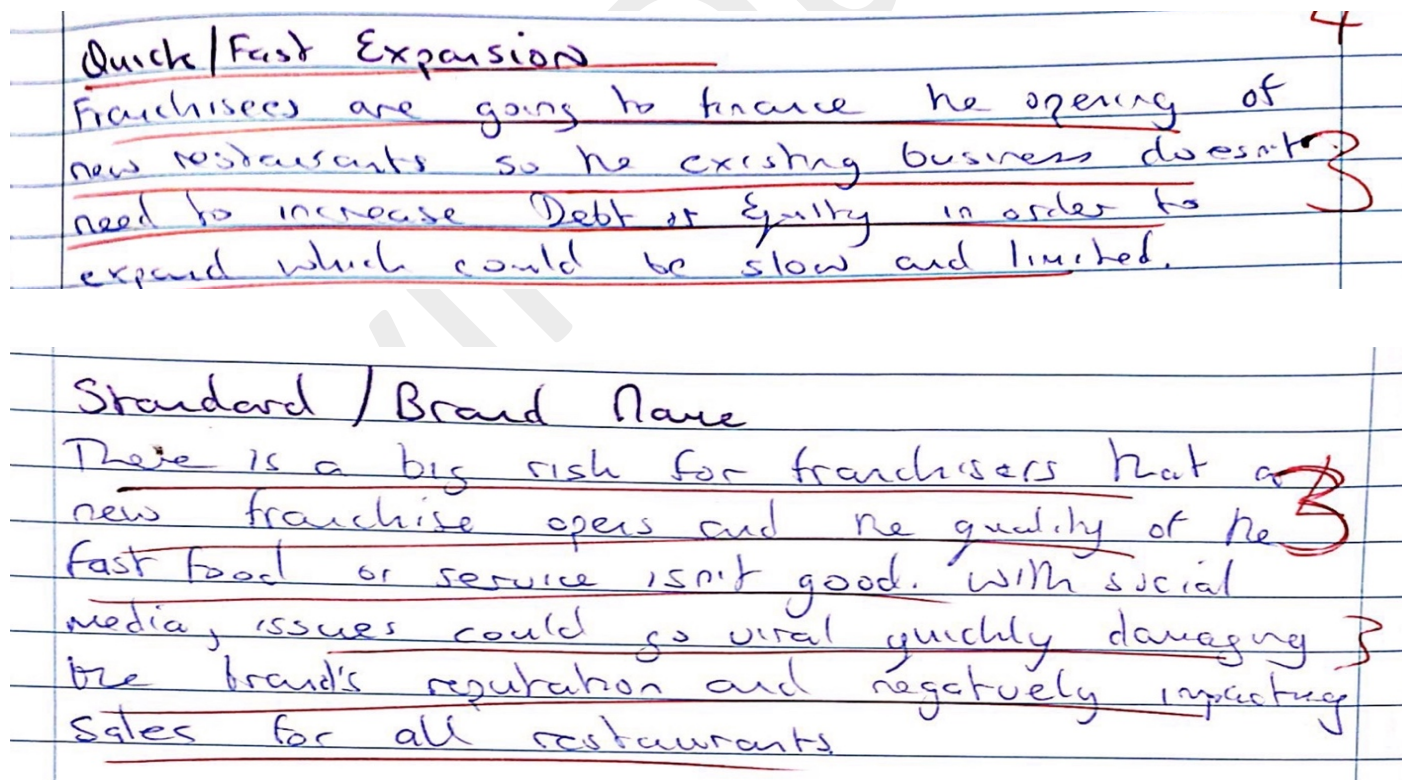 4
Quick/Fast Expansion
Franchisees are going to finance the opening of
new restaurants so the existing business doesn't 3
need to increase Debt or Equity in order to
expand which could be slow and limited.
Standard / Brand Name
There is a big risk for franchisers that a 3
new franchise opens and the quality of the
fast food or service isn't good. With social
media, issues could go viral quickly damaging 3
the brand's reputation and negatively impacting
Sales for all restaurants.